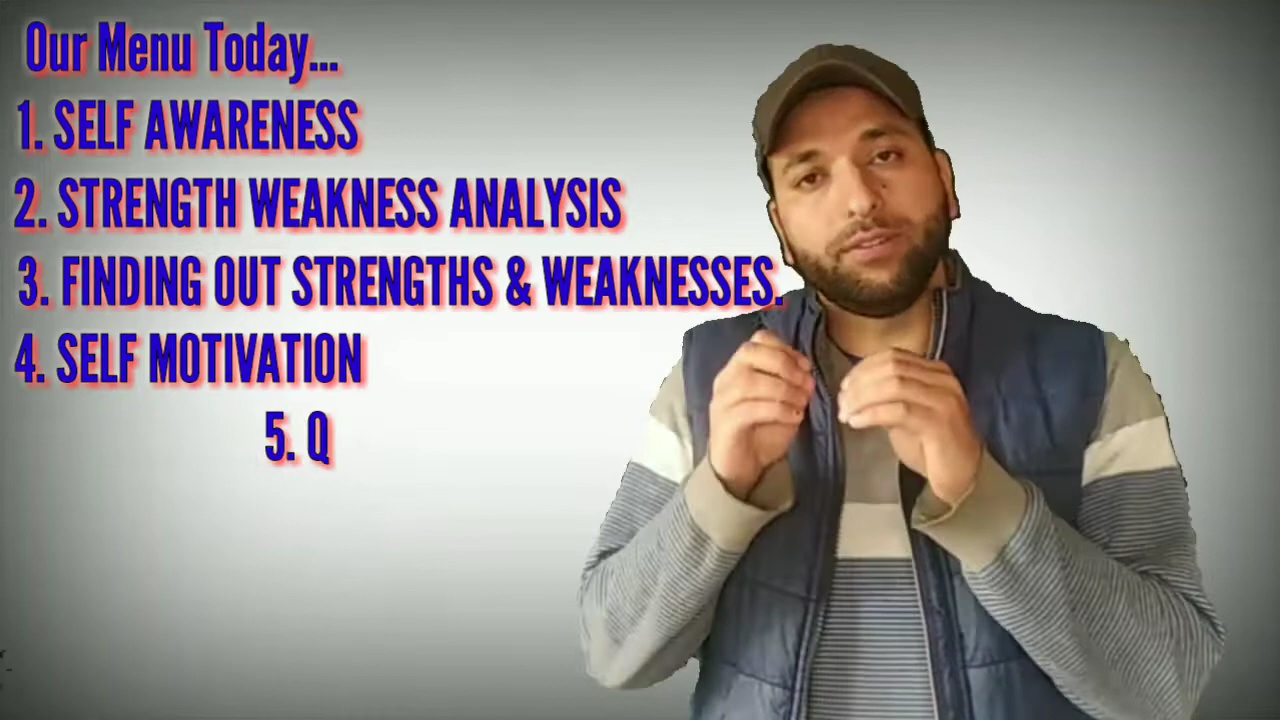 Our Menu Today...
1. SELF AWARENESS
2. STRENGTH WEAKNESS ANALYSIS
3. FINDING OUT STRENGTHS & WEAKNESSES.
4. SELF MOTIVATION
5. Q